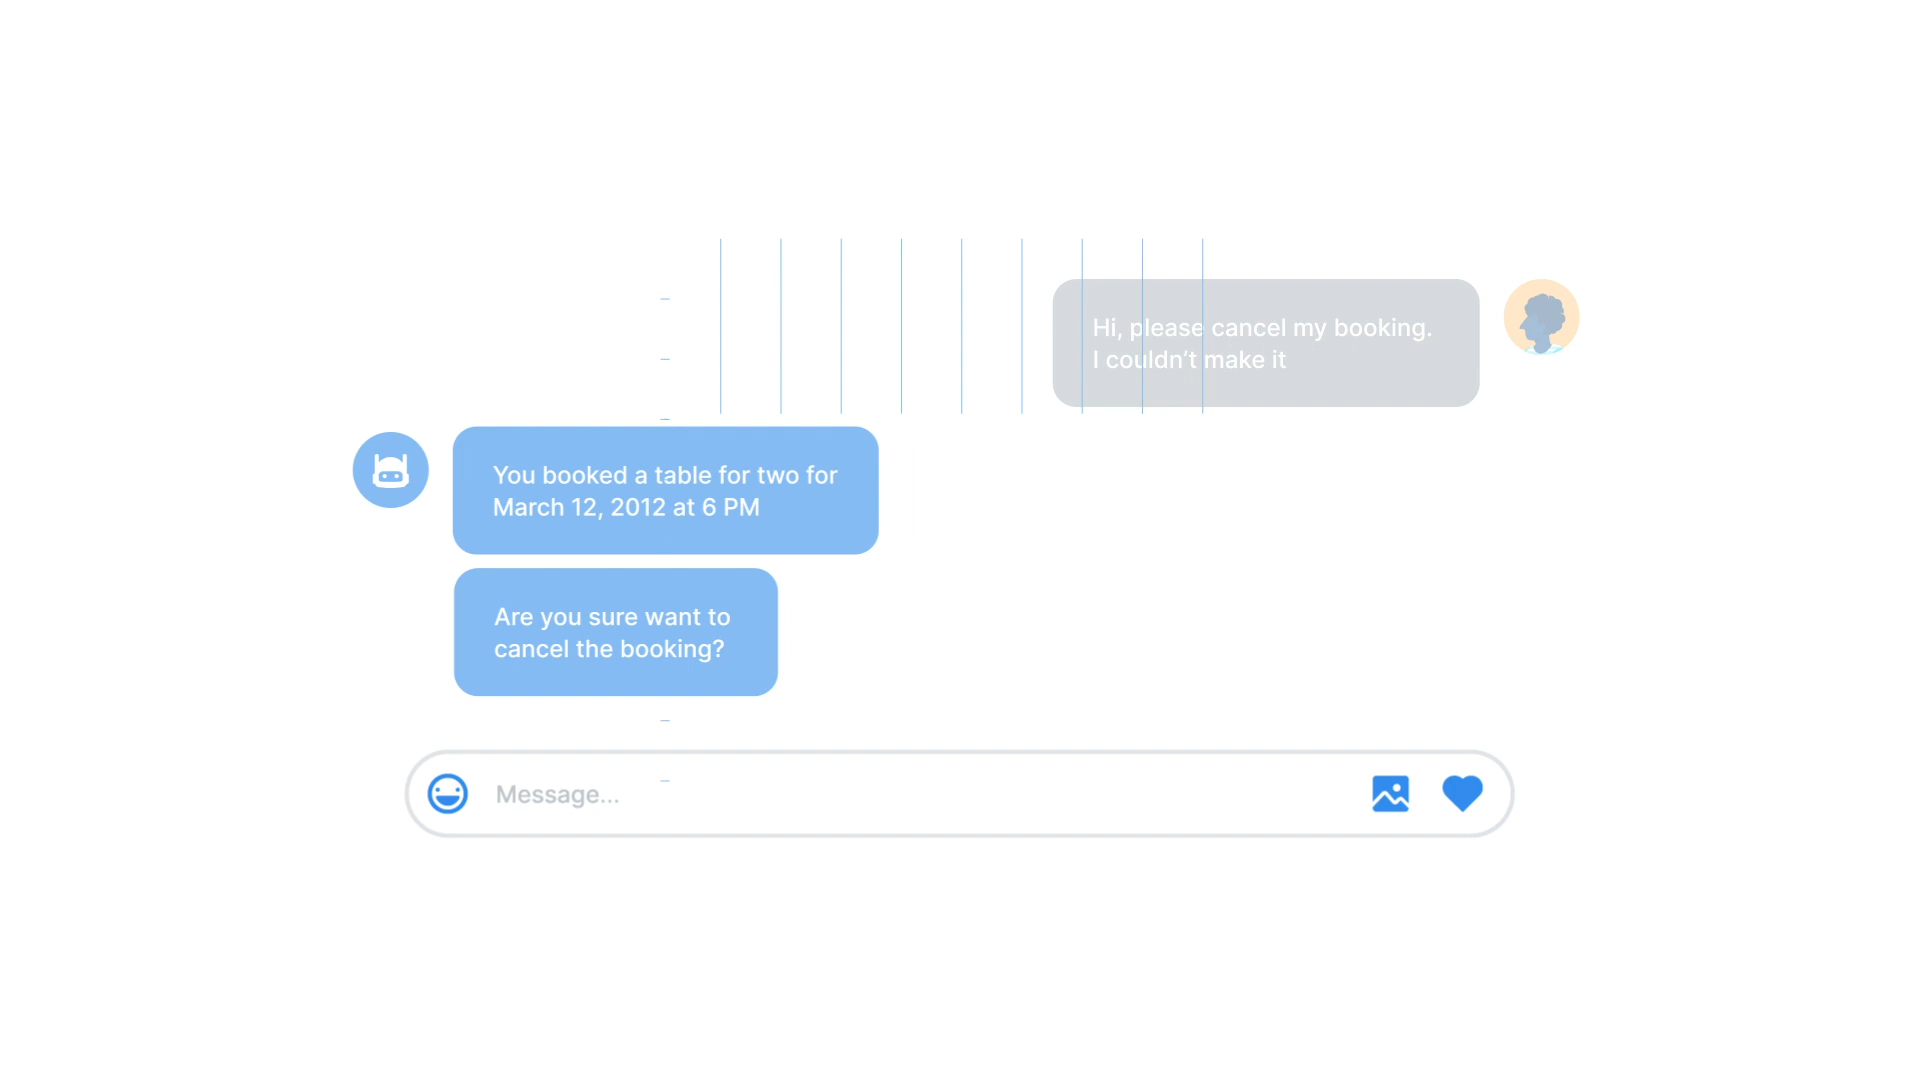 Hi, please cancel my booking.
I couldn’t make it
You booked a table for two for
March 12, 2012 at 6 PM
Are you sure want to
cancel the booking?
Message...